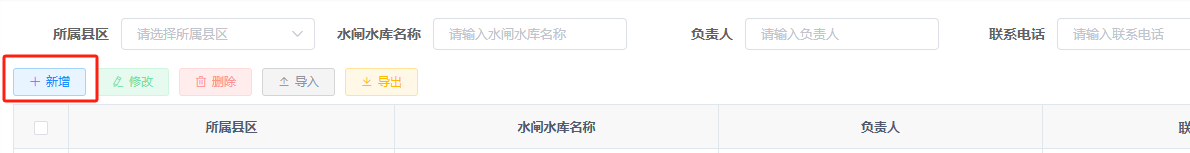 所属县区 请选择所属县区 水闸水库名称 请输入水闸水库名称 负责人 请输入负责人 联系电话 请输入联系电话
新增 修改 删除 导入 导出
所属县区 水闸水库名称 负责人